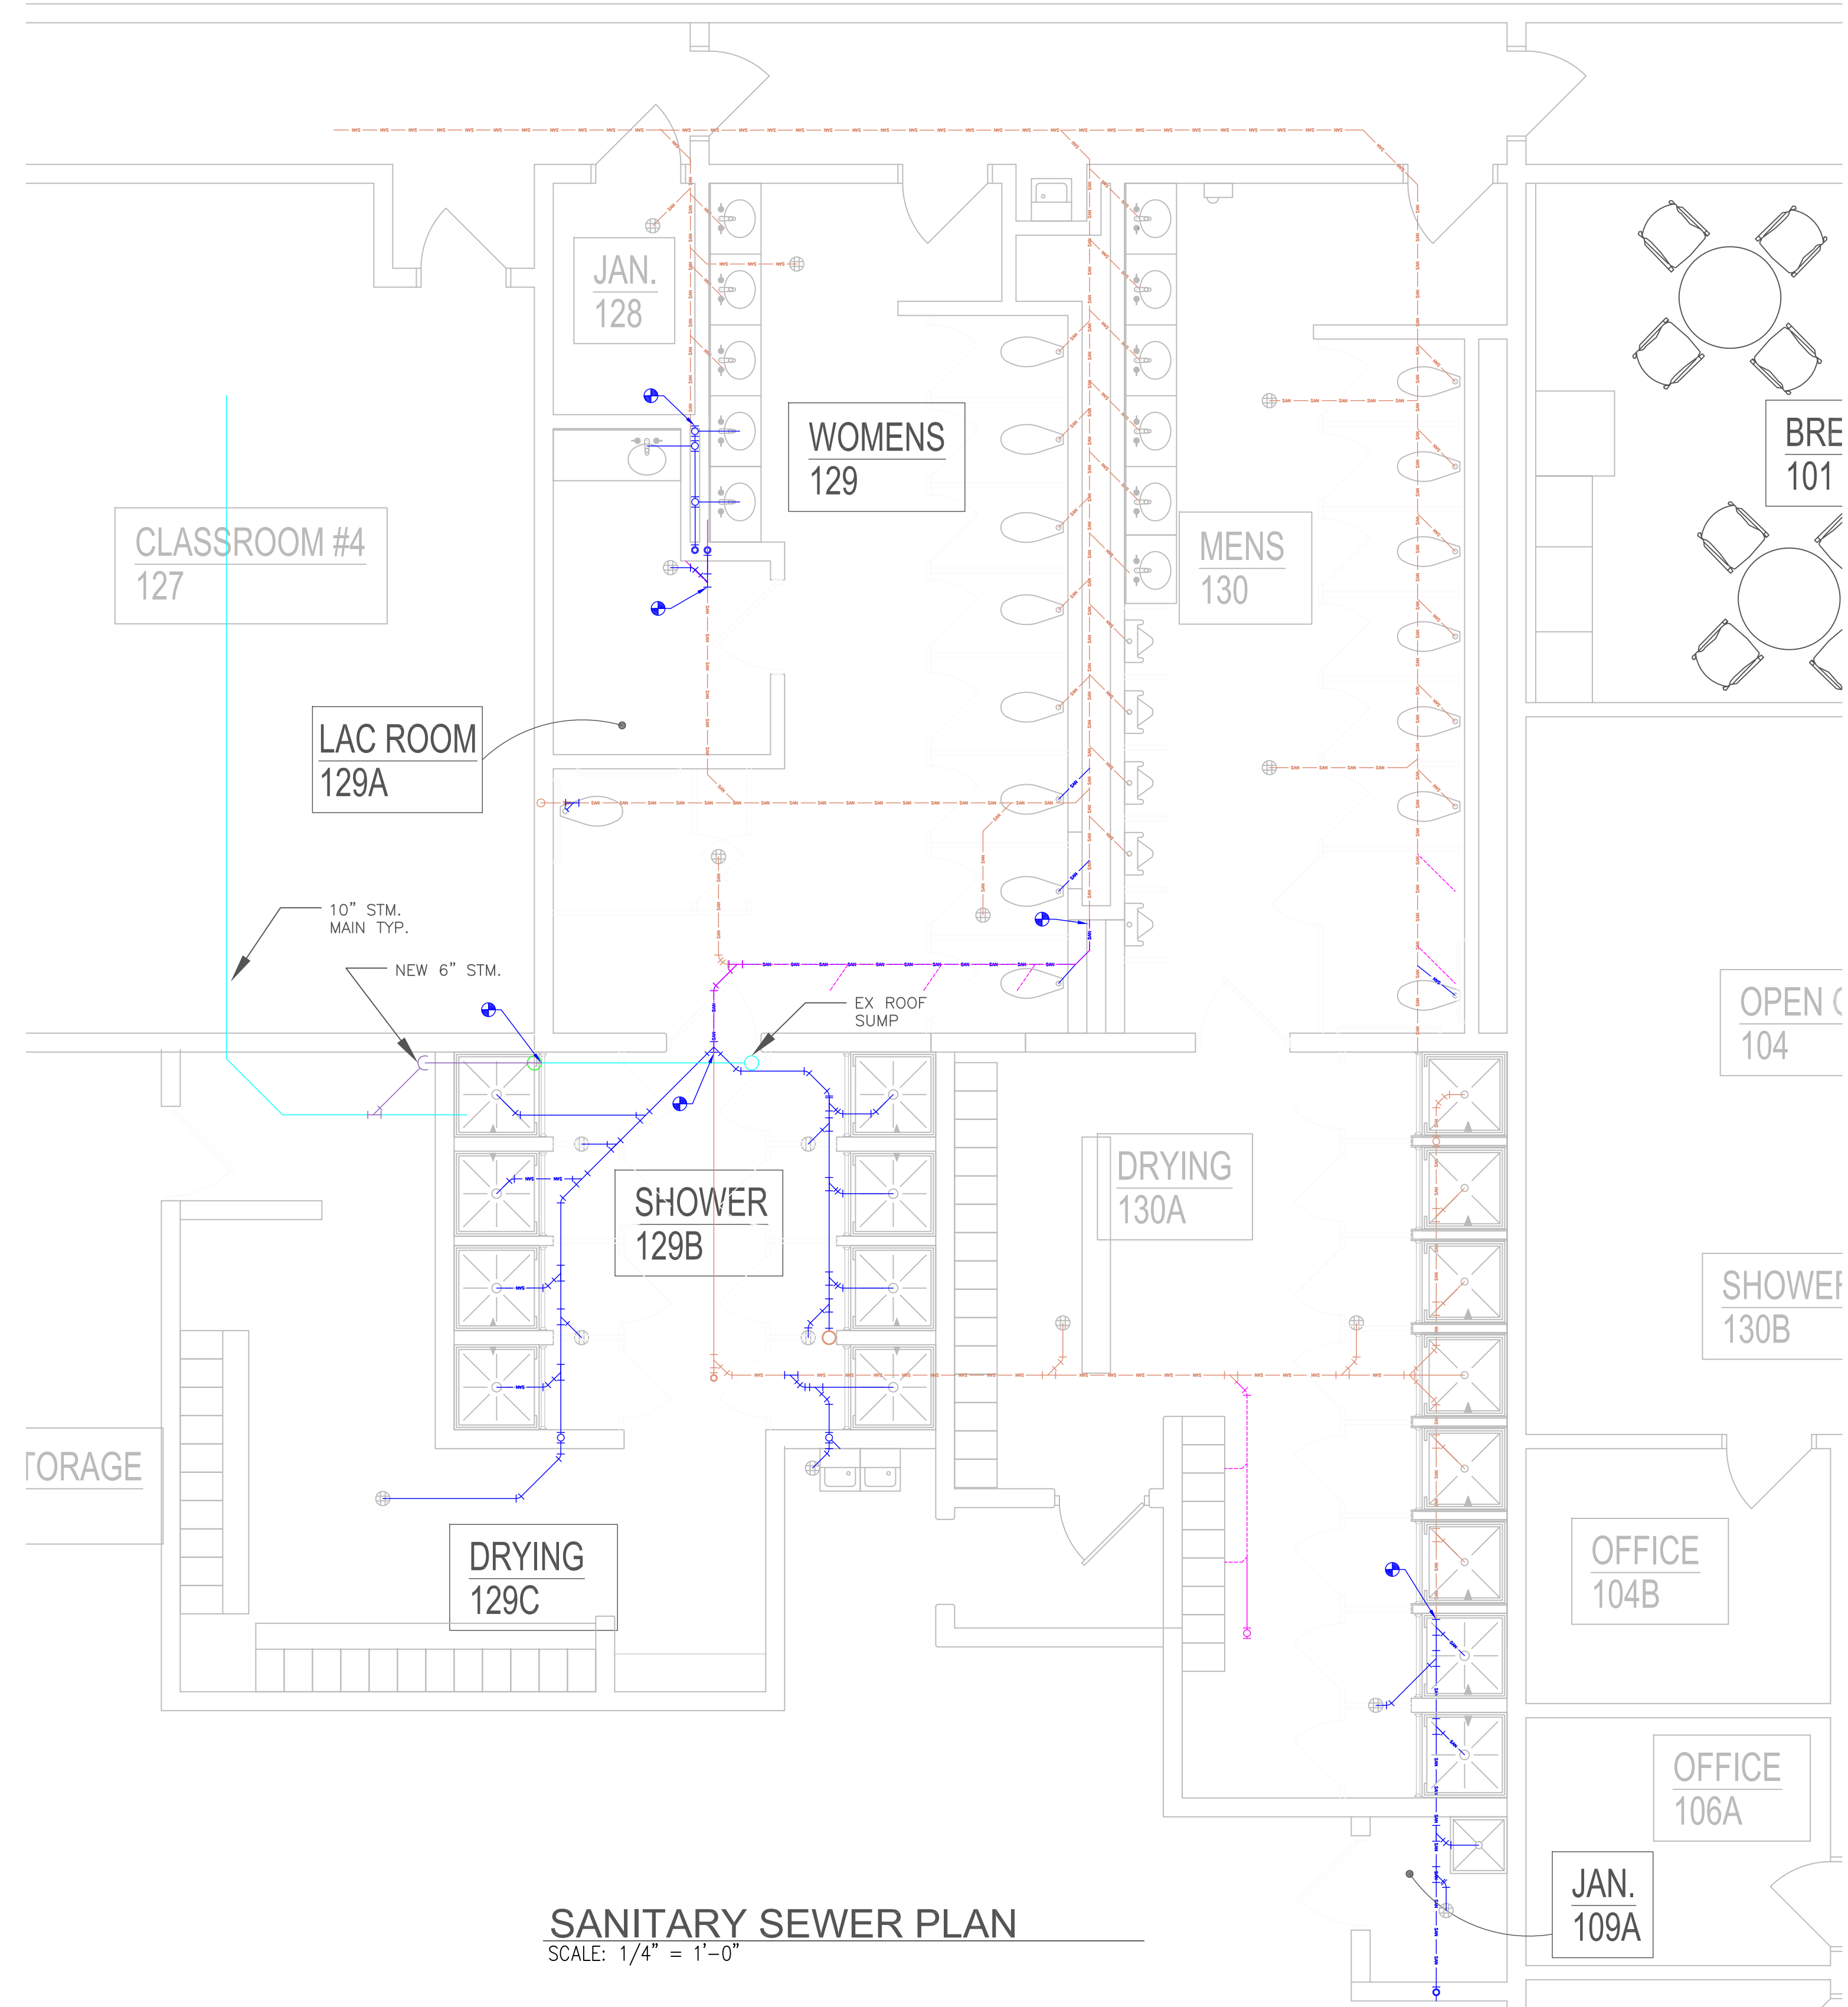 JAN.
128
WOMENS
129
BRE
101
CLASSROOM #4
127
MENS
130
LAC ROOM
129A
10” STM.
MAIN TYP.
NEW 6” STM.
EX ROOF
SUMP
OPEN
104
DRYING
130A
SHOWER
129B
SHOWER
130B
TORAGE
DRYING
129C
OFFICE
104B
OFFICE
106A
JAN.
109A
SANITARY SEWER PLAN
SCALE: 1/4” = 1’-0”
SAN